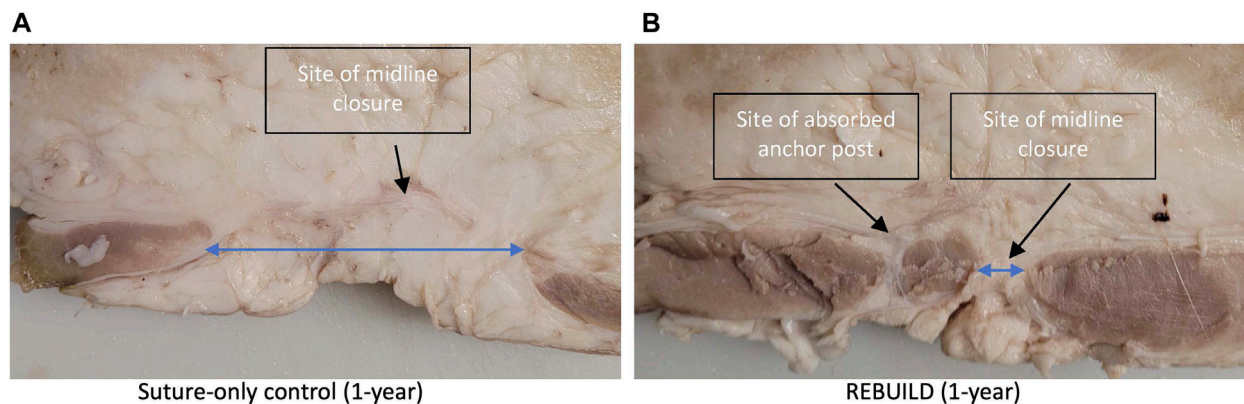 A
Site of midline
closure
Suture-only control (1-year)
B
Site of absorbed
anchor post
Site of midline
closure
REBUILD (1-year)